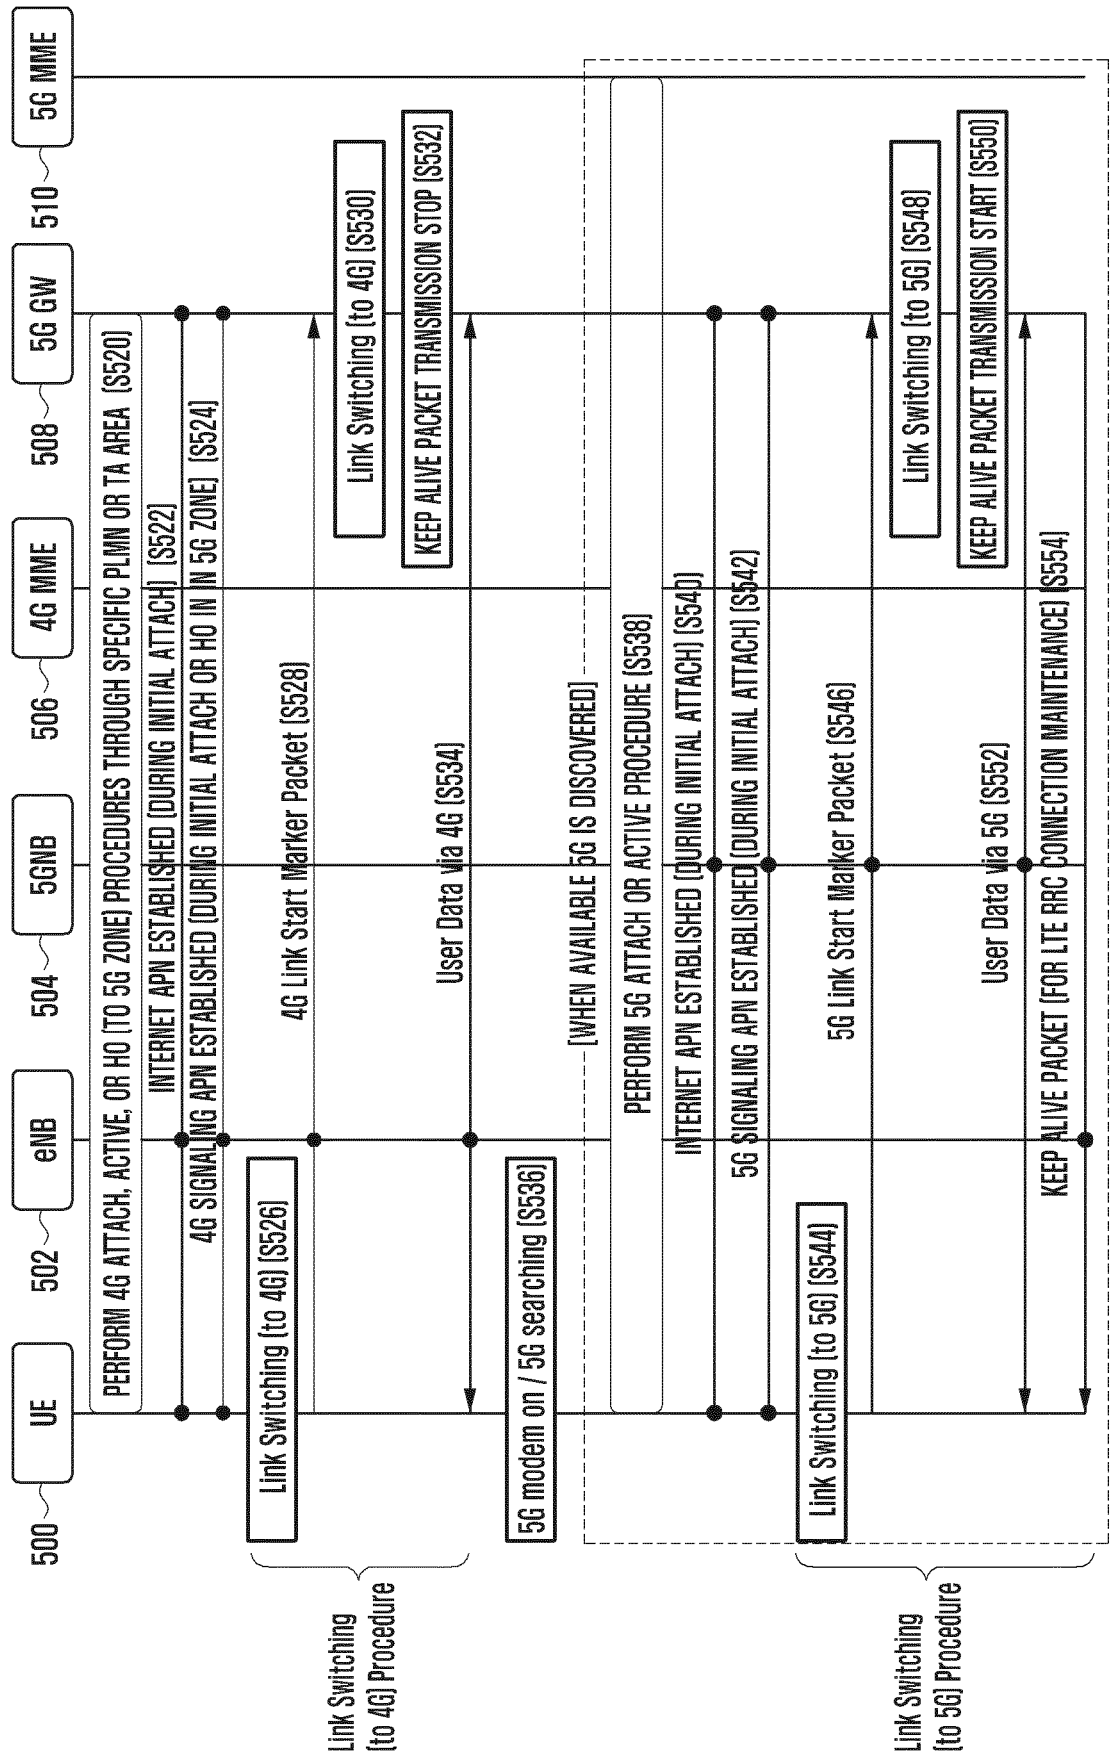 UE
eNB
5GNB
4G MME
5G GW
5G MME
500
502
504
506
508
510
PERFORM 4G ATTACH, ACTIVE, OR HO (TO 5G ZONE) PROCEDURES THROUGH SPECIFIC PLMN OR TA AREA (S520)
INTERNET APN ESTABLISHED (DURING INITIAL ATTACH) (S522)
4G SIGNALING APN ESTABLISHED (DURING INITIAL ATTACH OR HO IN 5G ZONE) (S524)
Link Switching (to 4G) (S526)
4G Link Start Marker Packet (S528)
Link Switching (to 4G) (S530)
KEEP ALIVE PACKET TRANSMISSION STOP (S532)
User Data via 4G (S534)
Link Switching
(to 4G) Procedure
5G modem on / 5G searching (S536)
[WHEN AVAILABLE 5G IS DISCOVERED]
PERFORM 5G ATTACH OR ACTIVE PROCEDURE (S538)
INTERNET APN ESTABLISHED (DURING INITIAL ATTACH) (S540)
5G SIGNALING APN ESTABLISHED (DURING INITIAL ATTACH) (S542)
Link Switching (to 5G) (S544)
5G Link Start Marker Packet (S546)
Link Switching (to 5G) (S548)
KEEP ALIVE PACKET TRANSMISSION START (S550)
User Data via 5G (S552)
KEEP ALIVE PACKET (FOR LTE RRC CONNECTION MAINTENANCE) (S554)
Link Switching
(to 5G) Procedure